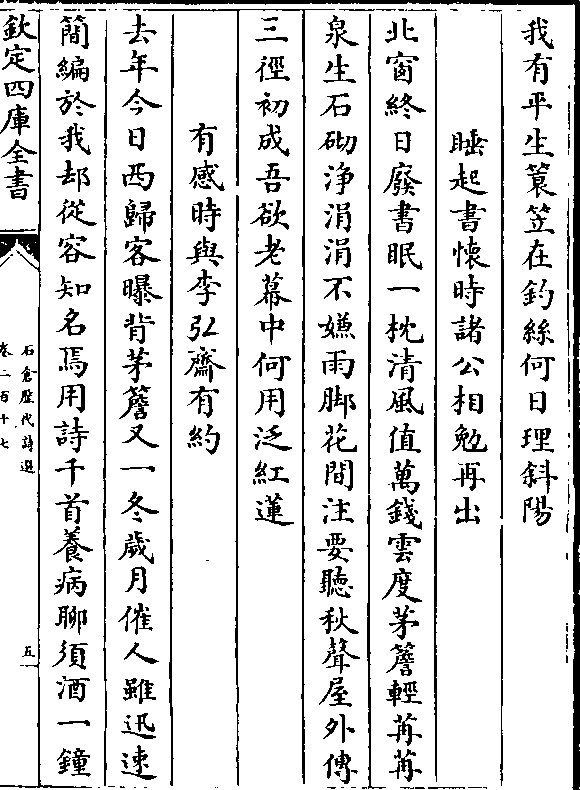 我有平生蓑笠在釣絲何日理斜陽
睡起書懷時諸公相勉再出
北窗終日廢書眠一枕清風值萬錢雲度茅簷輕苒苒
泉生石砌浄涓涓不嫌雨脚花間注要聽秋聲屋外傳
三徑初成吾欲老幕中何用泛紅蓮
有感時與李弘齋有約
去年今日西歸客曝背茅簷又一冬歲月催人雖迅速
簡編於我却從容知名焉用詩千首養病聊須酒一鐘
欽定四庫全書
石倉歷代詩選
卷二百十七
五